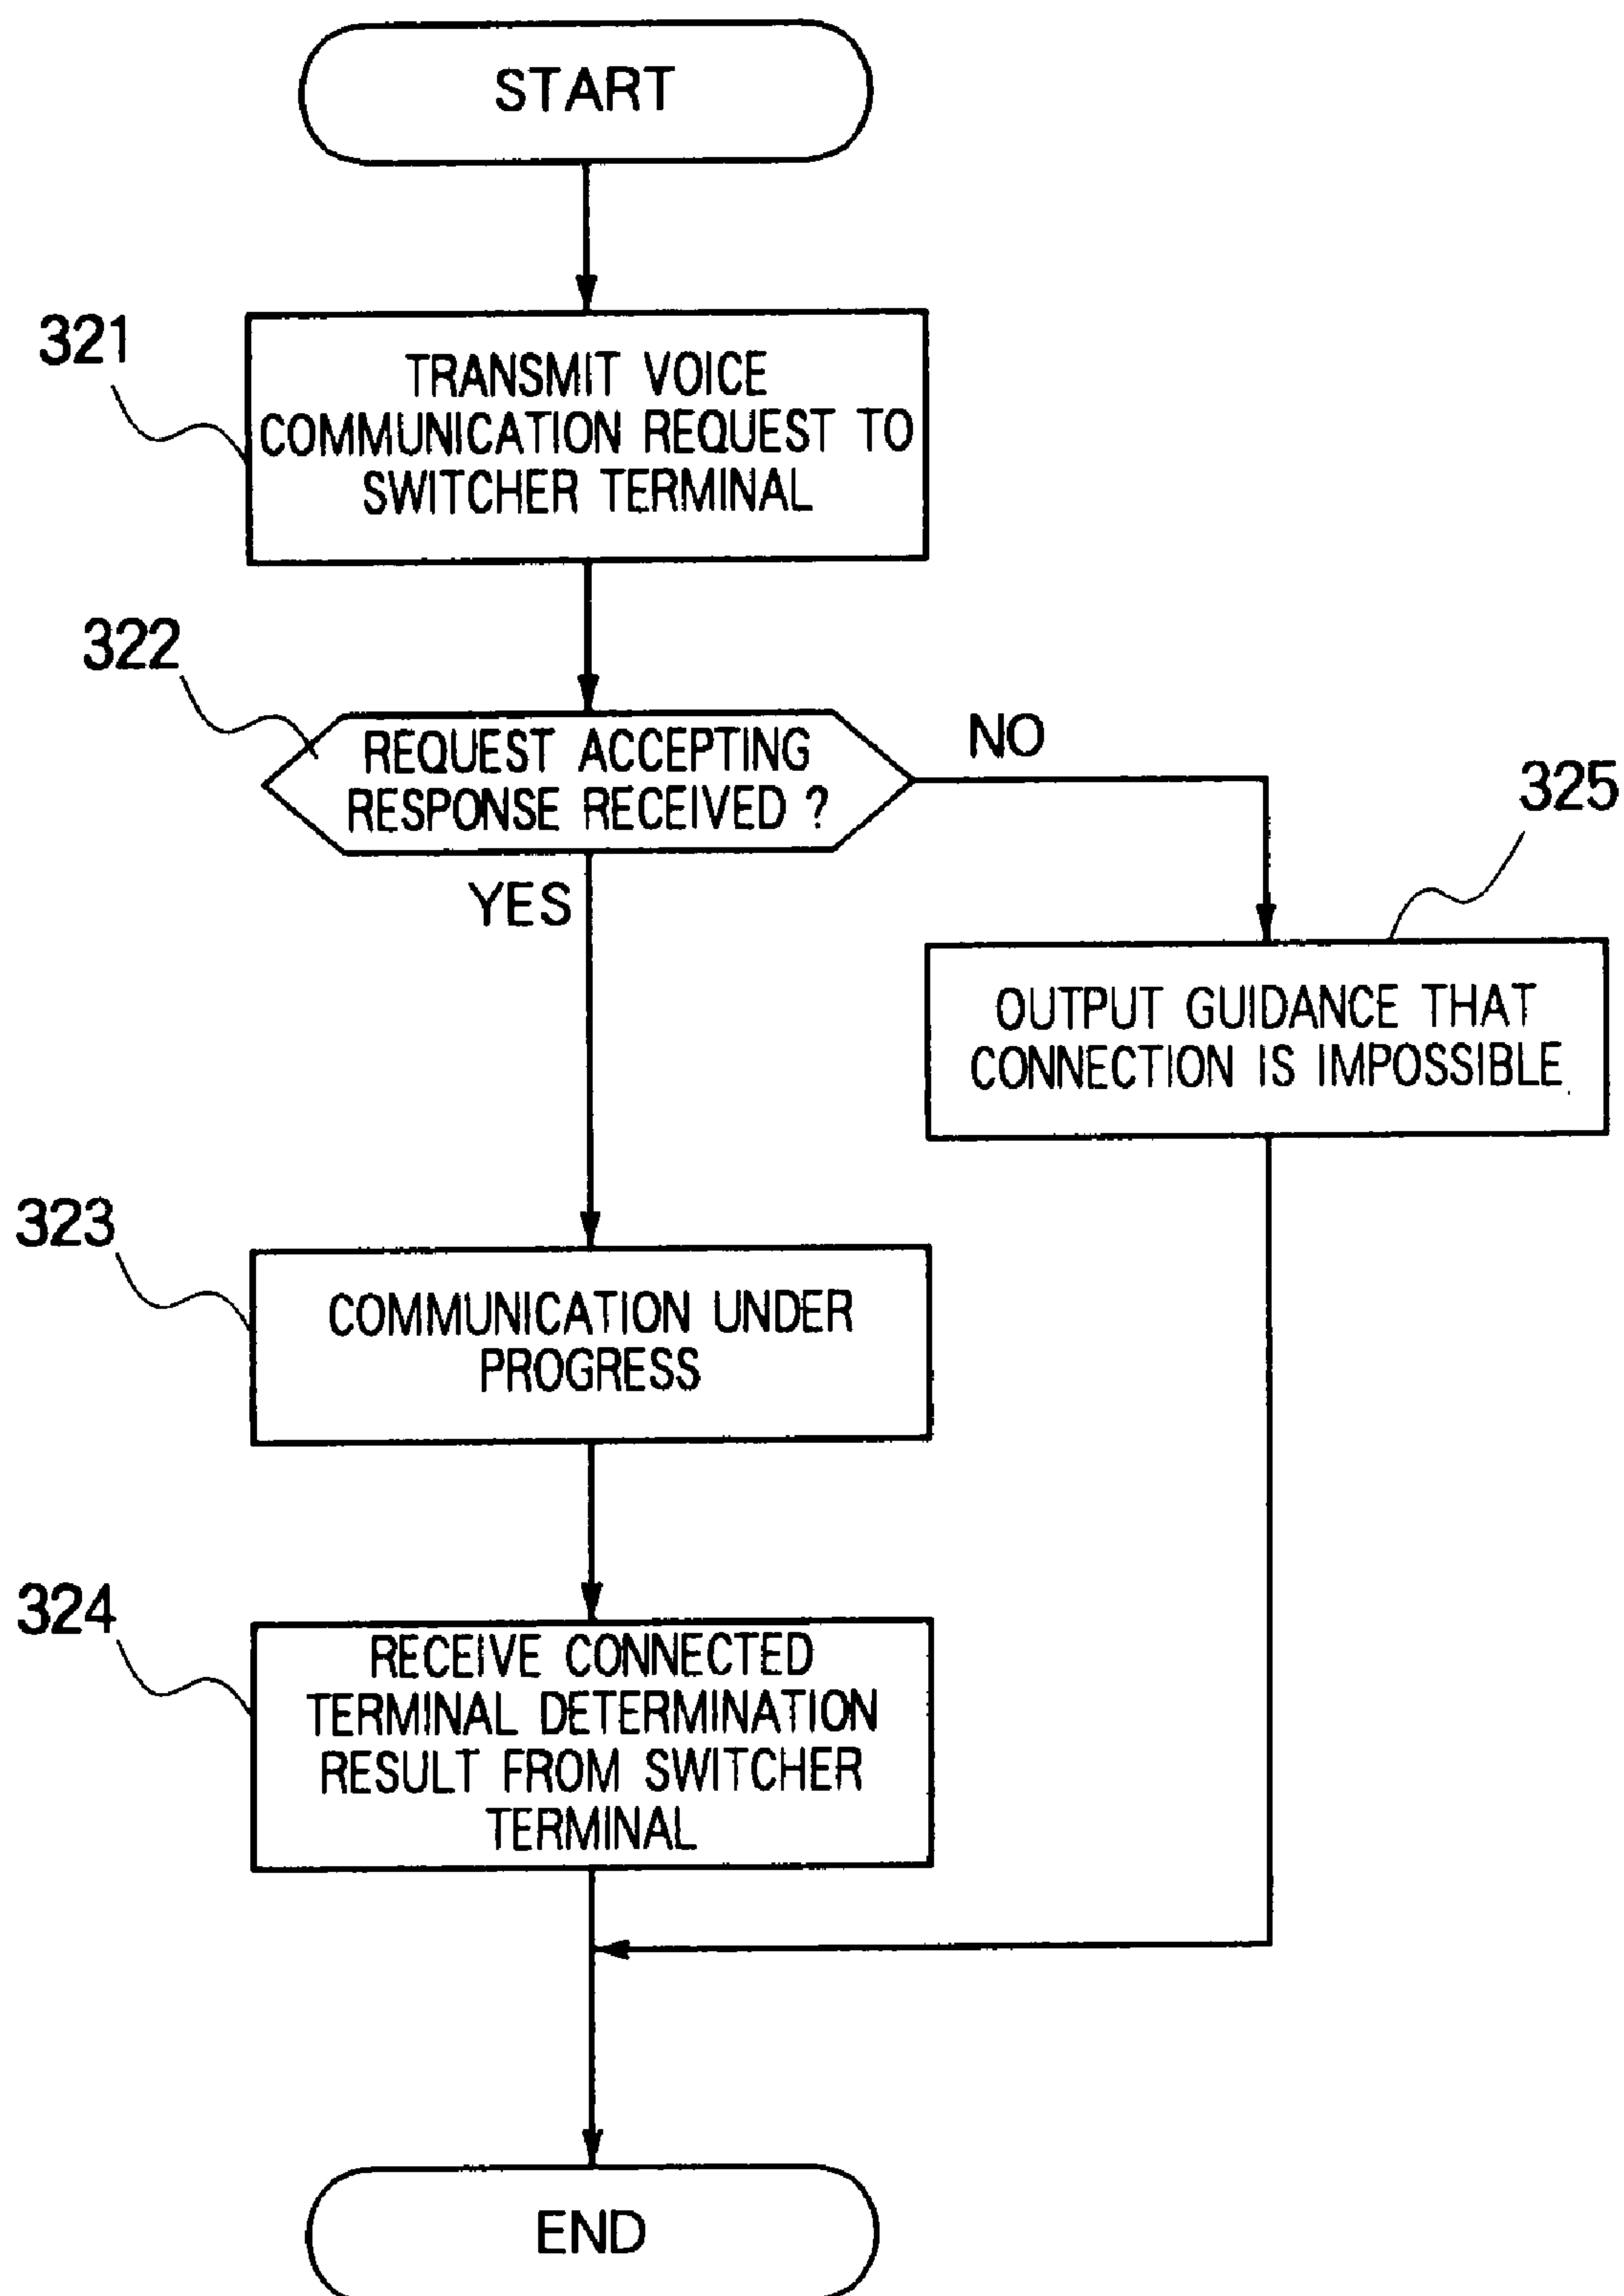 START
321
TRANSMIT VOICE
COMMUNICATION REQUEST TO
SWITCHER TERMINAL
322
REQUEST ACCEPTING
RESPONSE RECEIVED ?
NO
YES
325
OUTPUT GUIDANCE THAT
CONNECTION IS IMPOSSIBLE
323
COMMUNICATION UNDER
PROGRESS
324
RECEIVE CONNECTED
TERMINAL DETERMINATION
RESULT FROM SWITCHER
TERMINAL
END